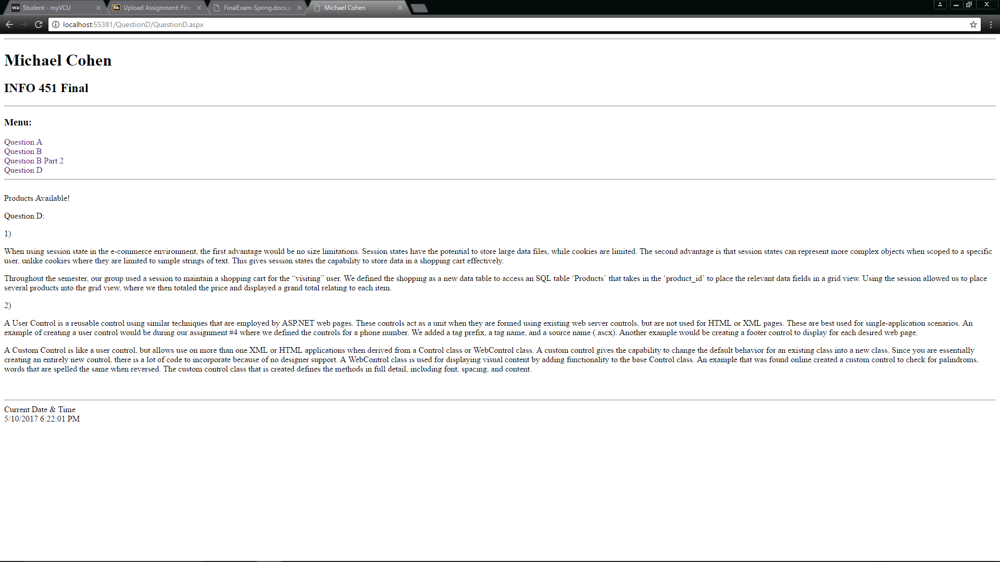 Student - myVCU
Upload Assignment: Fina
FinalExam-Spring.docx.p
Michael Cohen
localhost:55381/QuestionD/QuestionD.aspx
Michael Cohen
INFO 451 Final
Menu:
Question A
Question B
Question B Part 2
Question D
Products Available!
Question D:
1)
When using session state in the e-commerce environment, the first advantage would be no size limitations. Session states have the potential to store large data files, while cookies are limited. The second advantage is that session states can represent more complex objects when scoped to a specific
user, unlike cookies where they are limited to simple strings of text. This gives session states the capability to store data in a shopping cart effectively.
Throughout the semester, our group used a session to maintain a shopping cart for the “visiting” user. We defined the shopping as a new data table to access an SQL table ‘Products’ that takes in the ‘product_id’ to place the relevant data fields in a grid view. Using the session allowed us to place
several products into the grid view, where we then totaled the price and displayed a grand total relating to each item.
2)
A User Control is a reusable control using similar techniques that are employed by ASP.NET web pages. These controls act as a unit when they are formed using existing web server controls, but are not used for HTML or XML pages. These are best used for single-application scenarios. An
example of creating a user control would be during our assignment #4 where we defined the controls for a phone number. We added a tag prefix, a tag name, and a source name (.ascx). Another example would be creating a footer control to display for each desired web page.
A Custom Control is like a user control, but allows use on more than one XML or HTML applications when derived from a Control class or WebControl class. A custom control gives the capability to change the default behavior for an existing class into a new class. Since you are essentially
creating an entirely new control, there is a lot of code to incorporate because of no designer support. A WebControl class is used for displaying visual content by adding functionality to the base Control class. An example that was found online created a custom control to check for palindroms,
words that are spelled the same when reversed. The custom control class that is created defines the methods in full detail, including font, spacing, and content.
Current Date & Time
5/10/2017 6:22:01 PM